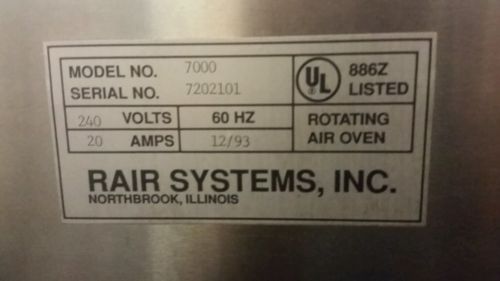 MODEL NO. 7000
SERIAL NO. 7202101
UL 886Z
LISTED
240 VOLTS 60 HZ
20 AMPS 12/93
ROTATING
AIR OVEN
RAIR SYSTEMS, INC.
NORTHBROOK, ILLINOIS